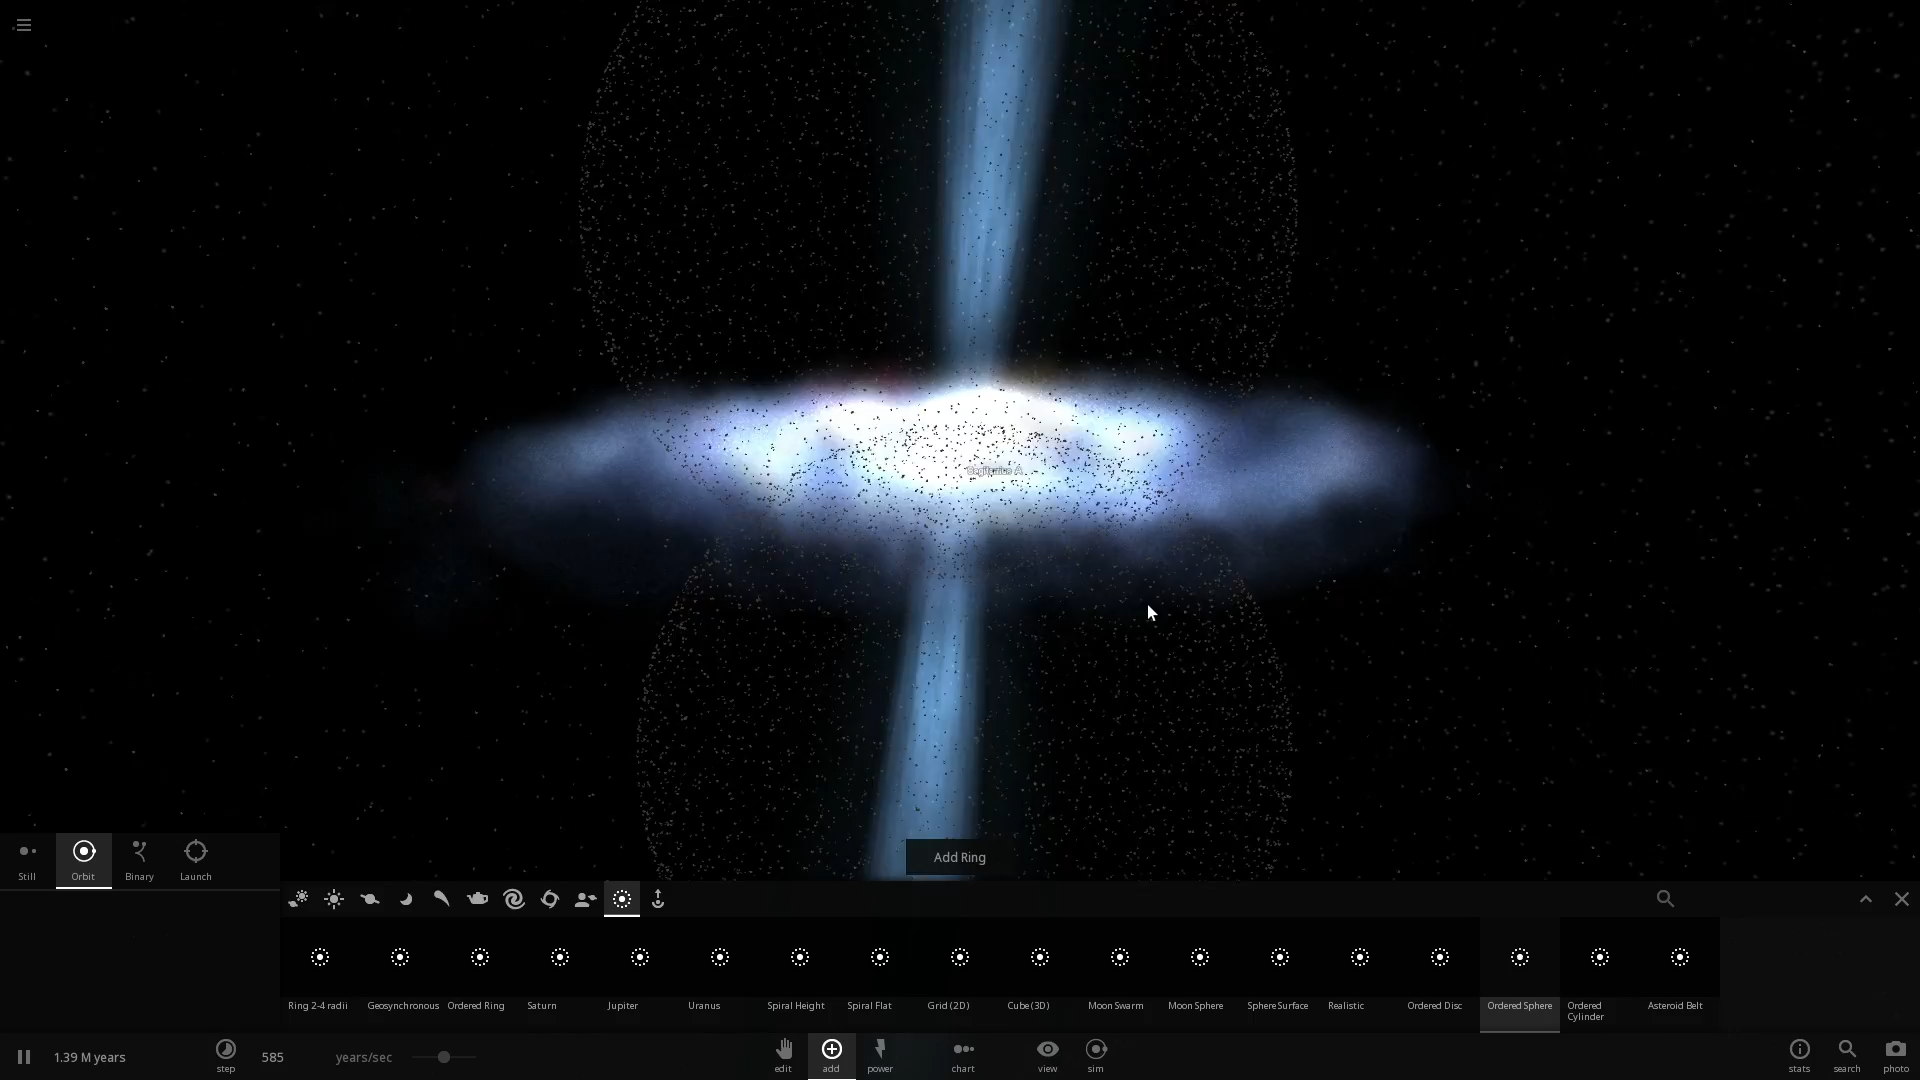 Sagittarius A
Add Ring
Still
Orbit
Binary
Launch
Ring 2-4 radii
Geosynchronous
Ordered Ring
Saturn
Jupiter
Uranus
Spiral Height
Spiral Flat
Grid (2D)
Cube (3D)
Moon Swarm
Moon Sphere
Sphere Surface
Realistic
Ordered Disc
Ordered Sphere
Ordered
Cylinder
Asteroid Belt
1.39 M years
step
585
years/sec
edit
add
power
chart
view
sim
stats
search
photo